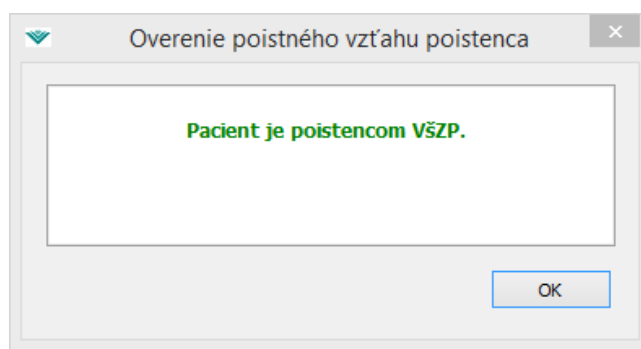 Overenie poistného vzťahu poistenca
Pacient je poistencom VšZP.
OK